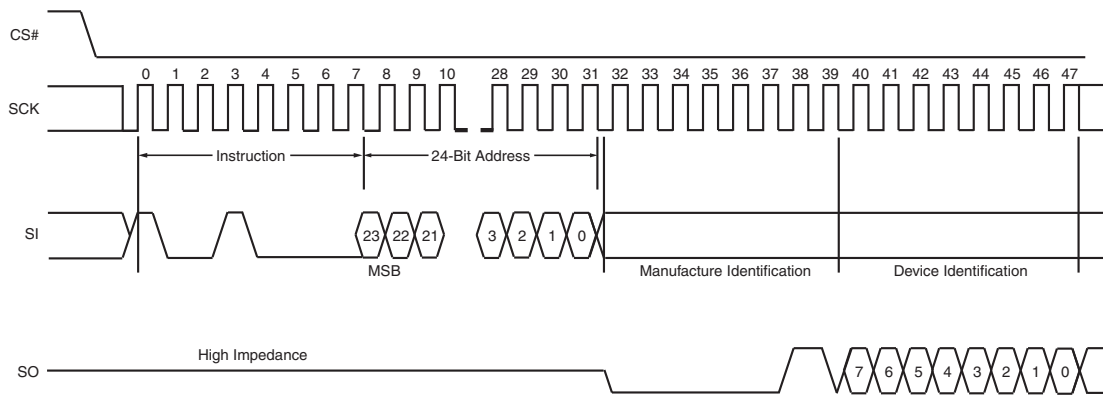 CS#
0 1 2 3 4 5 6 7 8 9 10 28 29 30 31 32 33 34 35 36 37 38 39 40 41 42 43 44 45 46 47
SCK
Instruction 24-Bit Address
SI 23 22 21 3 2 1 0
MSB Manufacture Identification Device Identification
High Impedance
SO 7 6 5 4 3 2 1 0